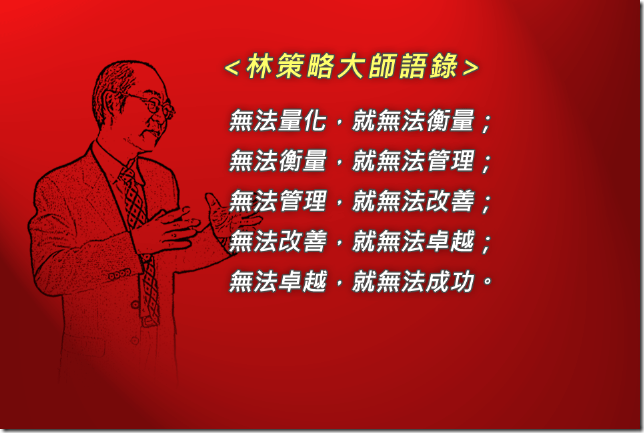 <林策略大師語錄>
無法量化，就無法衡量；
無法衡量，就無法管理；
無法管理，就無法改善；
無法改善，就無法卓越；
無法卓越，就無法成功。